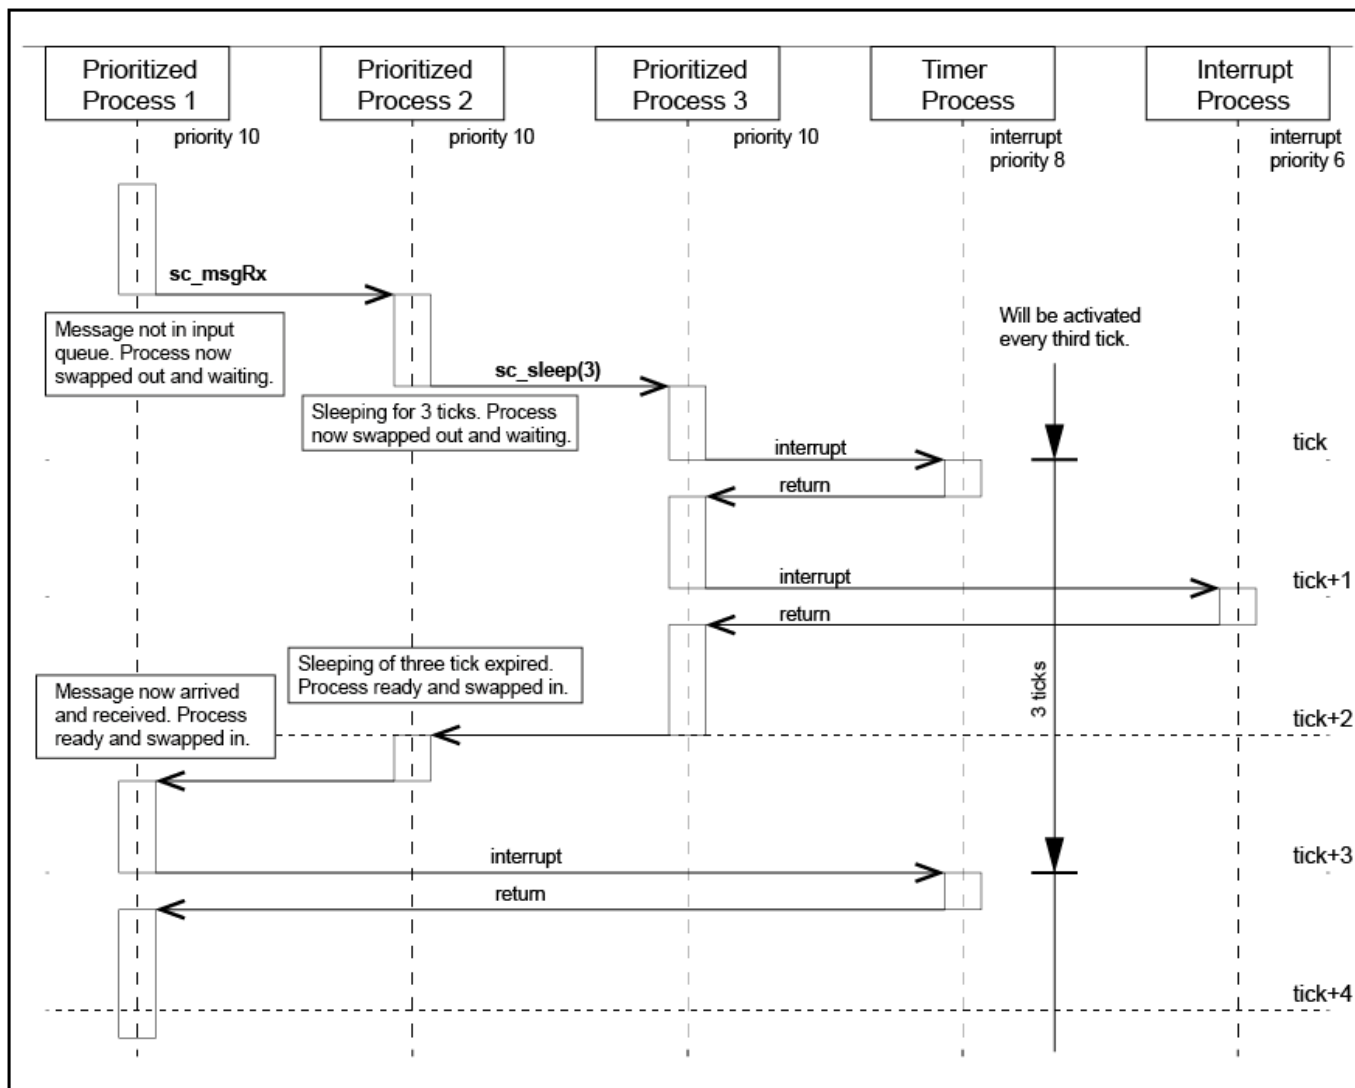 Prioritized
Process 1
Prioritized
Process 2
Prioritized
Process 3
Timer
Process
Interrupt
Process
priority 10
priority 10
priority 10
interrupt
priority 8
interrupt
priority 6
sc_msgRx
Message not in input
queue. Process now
swapped out and waiting.
Will be activated
every third tick.
sc_sleep(3)
Sleeping for 3 ticks. Process
now swapped out and waiting.
interrupt
tick
return
interrupt
tick+1
return
Sleeping of three tick expired.
Process ready and swapped in.
Message now arrived
and received. Process
ready and swapped in.
3 ticks
tick+2
interrupt
tick+3
return
tick+4